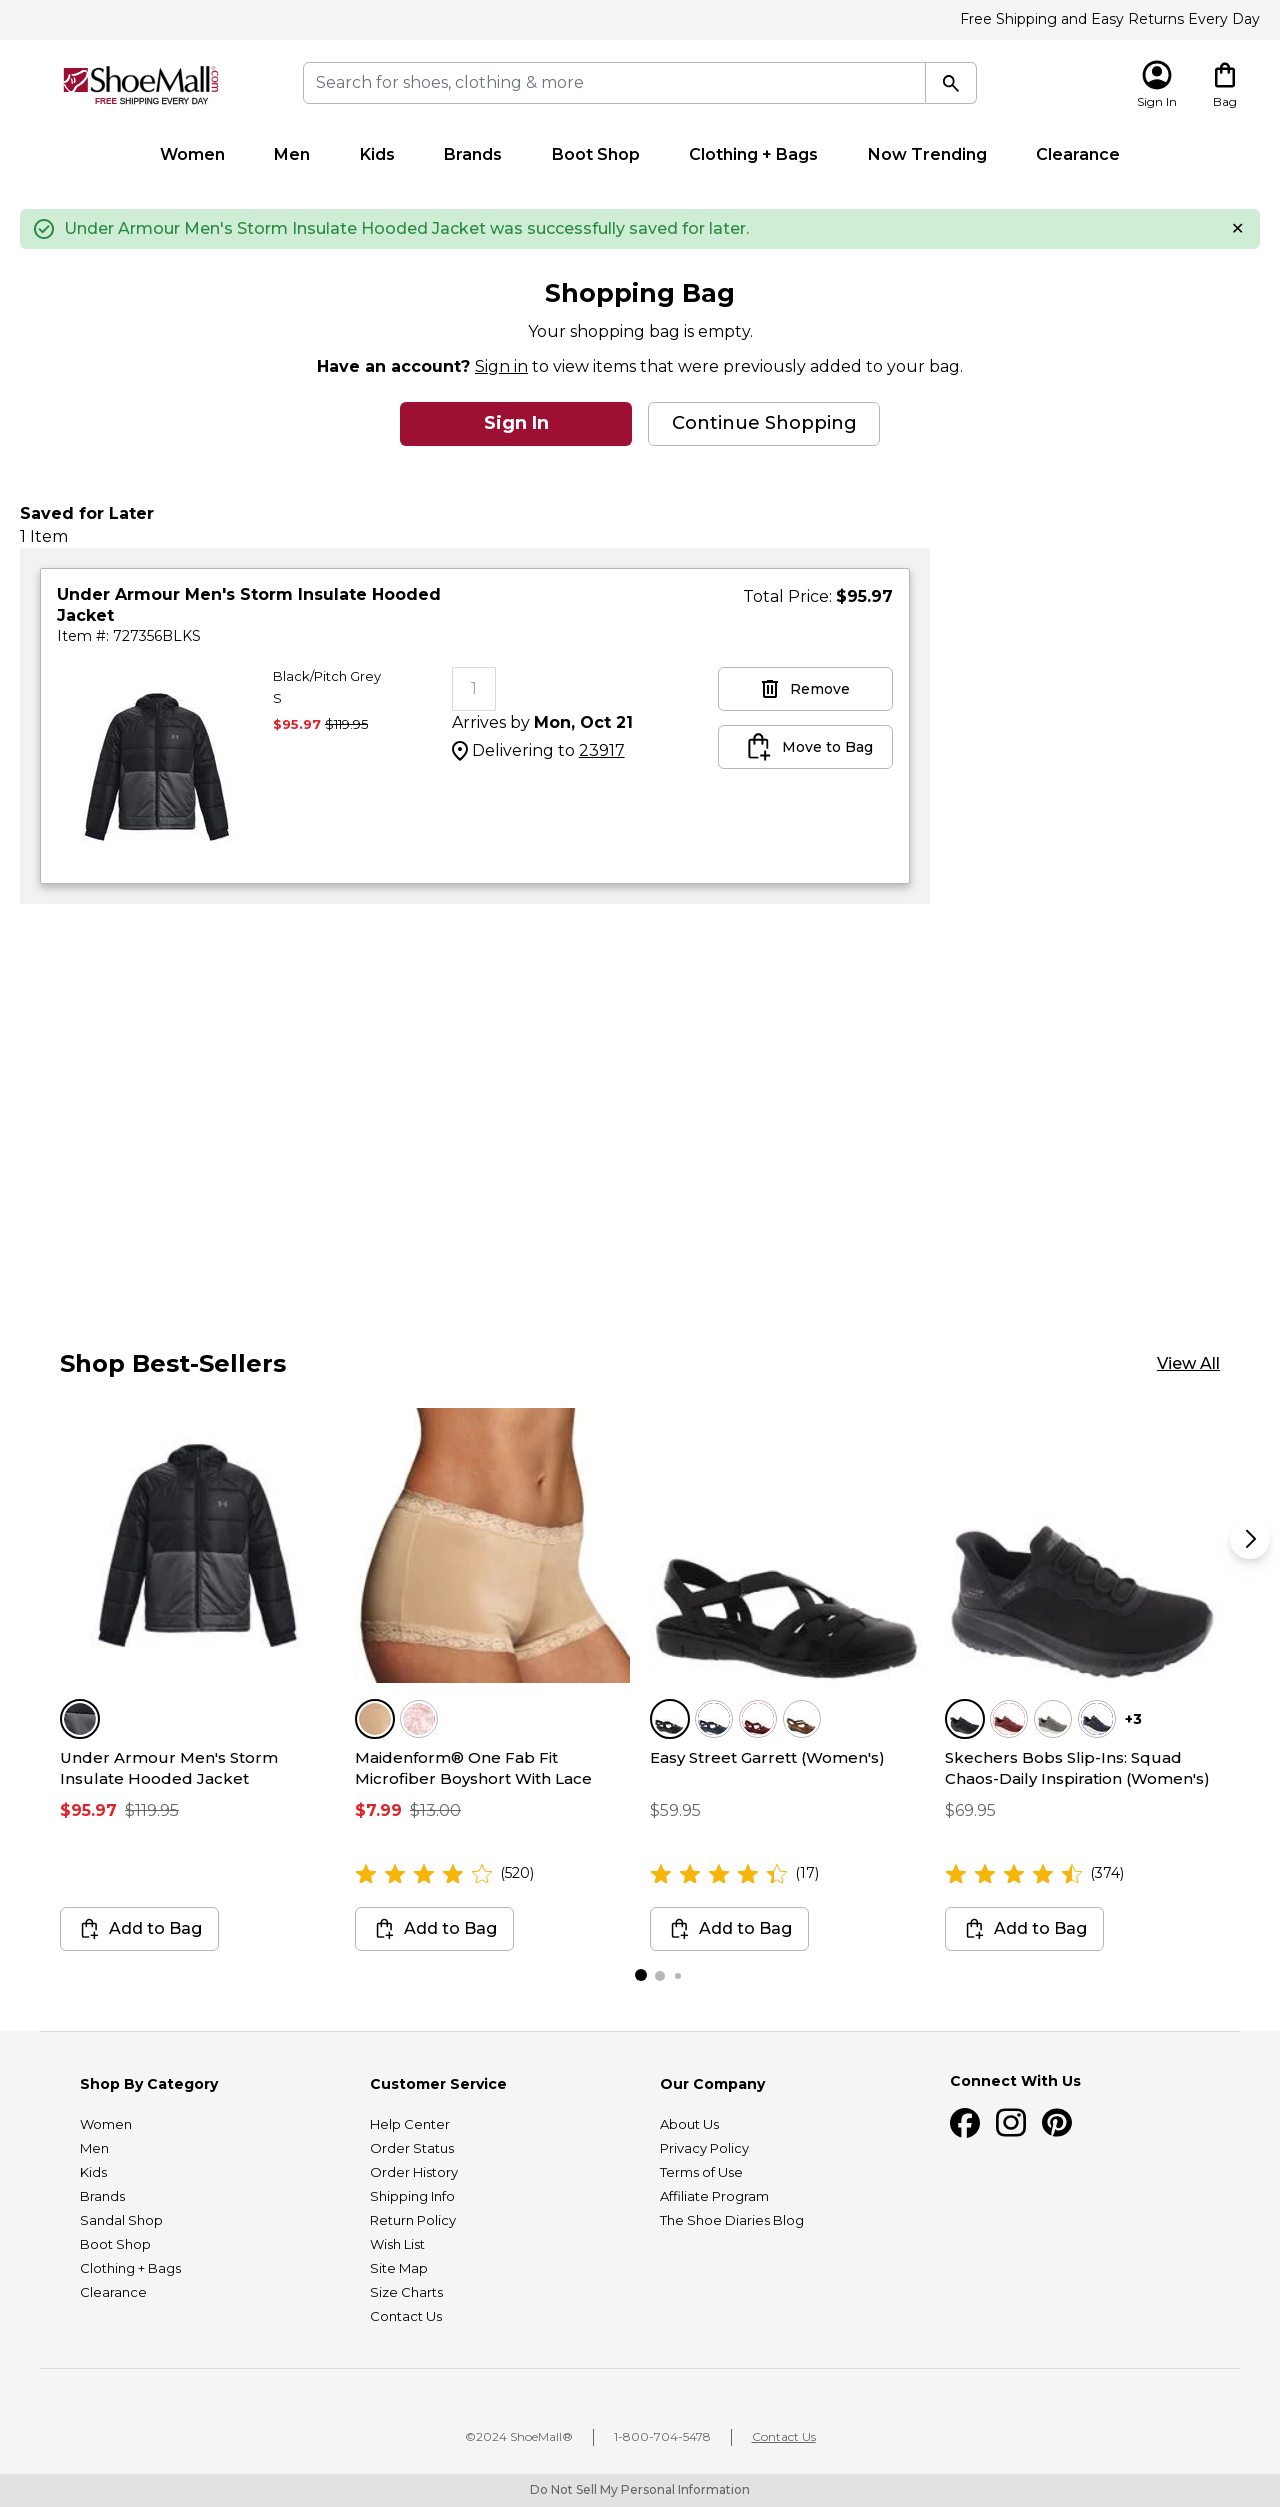 Free Shipping and Easy Returns Every Day
ShoeMall®.com
FREE SHIPPING EVERY DAY
Search for shoes, clothing & more
Sign In
Bag
Women
Men
Kids
Brands
Boot Shop
Clothing + Bags
Now Trending
Clearance
Under Armour Men's Storm Insulate Hooded Jacket was successfully saved for later.
Shopping Bag
Your shopping bag is empty.
Have an account? Sign in to view items that were previously added to your bag.
Sign In
Continue Shopping
Saved for Later
1 Item
Under Armour Men's Storm Insulate Hooded
Jacket
Item #: 727356BLKS
Total Price: $95.97
Black/Pitch Grey
S
$95.97 $119.95
1
Arrives by Mon, Oct 21
Delivering to 23917
Remove
Move to Bag
Shop Best-Sellers
View All
Under Armour Men's Storm
Insulate Hooded Jacket
$95.97 $119.95
Add to Bag
Maidenform® One Fab Fit
Microfiber Boyshort With Lace
$7.99 $13.00
(520)
Add to Bag
Easy Street Garrett (Women's)
$59.95
(17)
Add to Bag
+3
Skechers Bobs Slip-Ins: Squad
Chaos-Daily Inspiration (Women's)
$69.95
(374)
Add to Bag
Shop By Category
Women
Men
Kids
Brands
Sandal Shop
Boot Shop
Clothing + Bags
Clearance
Customer Service
Help Center
Order Status
Order History
Shipping Info
Return Policy
Wish List
Site Map
Size Charts
Contact Us
Our Company
About Us
Privacy Policy
Terms of Use
Affiliate Program
The Shoe Diaries Blog
Connect With Us
©2024 ShoeMall®
1-800-704-5478
Contact Us
Do Not Sell My Personal Information